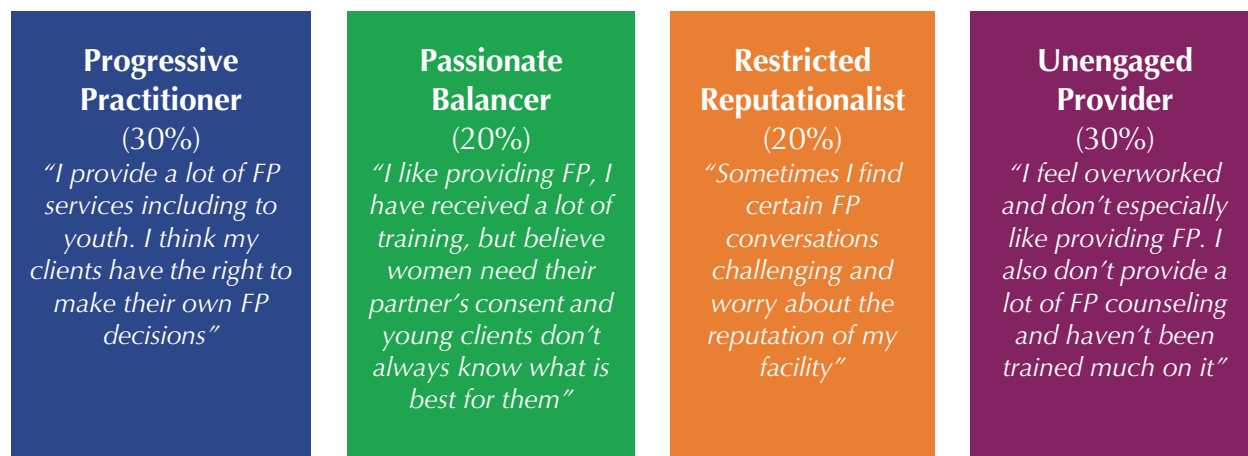 Progressive
Practitioner
(30%)
“I provide a lot of FP
services including to
youth. I think my
clients have the right to
make their own FP
decisions”
Passionate
Balancer
(20%)
“I like providing FP, I
have received a lot of
training, but believe
women need their
partner’s consent and
young clients don’t
always know what is
best for them”
Restricted
Reputationalist
(20%)
“Sometimes I find
certain FP
conversations
challenging and
worry about the
reputation of my
facility”
Unengaged
Provider
(30%)
“I feel overworked
and don’t especially
like providing FP. I
also don’t provide a
lot of FP counseling
and haven’t been
trained much on it”